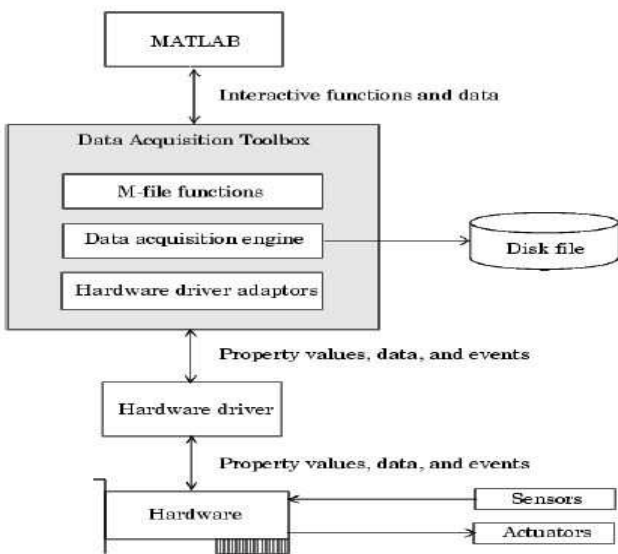 MATLAB
Interactive functions and data
Data Acquisition Toolbox
M-file functions
Data acquisition engine
Disk file
Hardware driver adaptors
Property values, data, and events
Hardware driver
Property values, data, and events
Hardware
Sensors
Actuators